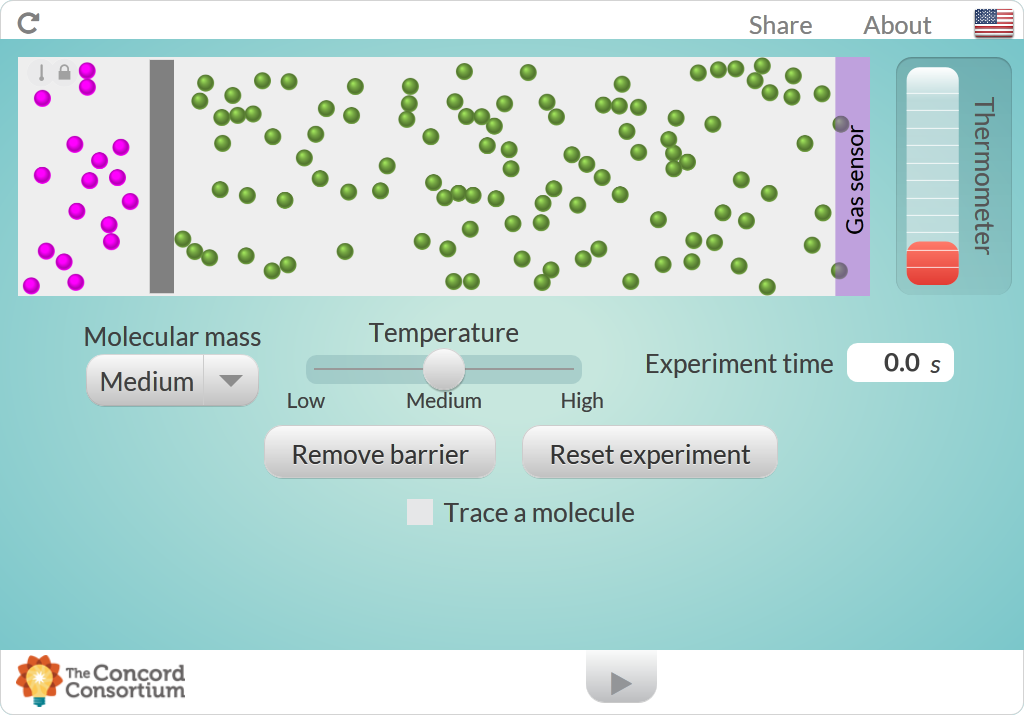 Share
About
Gas sensor
Thermometer
Molecular mass
Medium
Temperature
Low
Medium
High
Experiment time
0.0 s
Remove barrier
Reset experiment
Trace a molecule
The Concord
Consortium